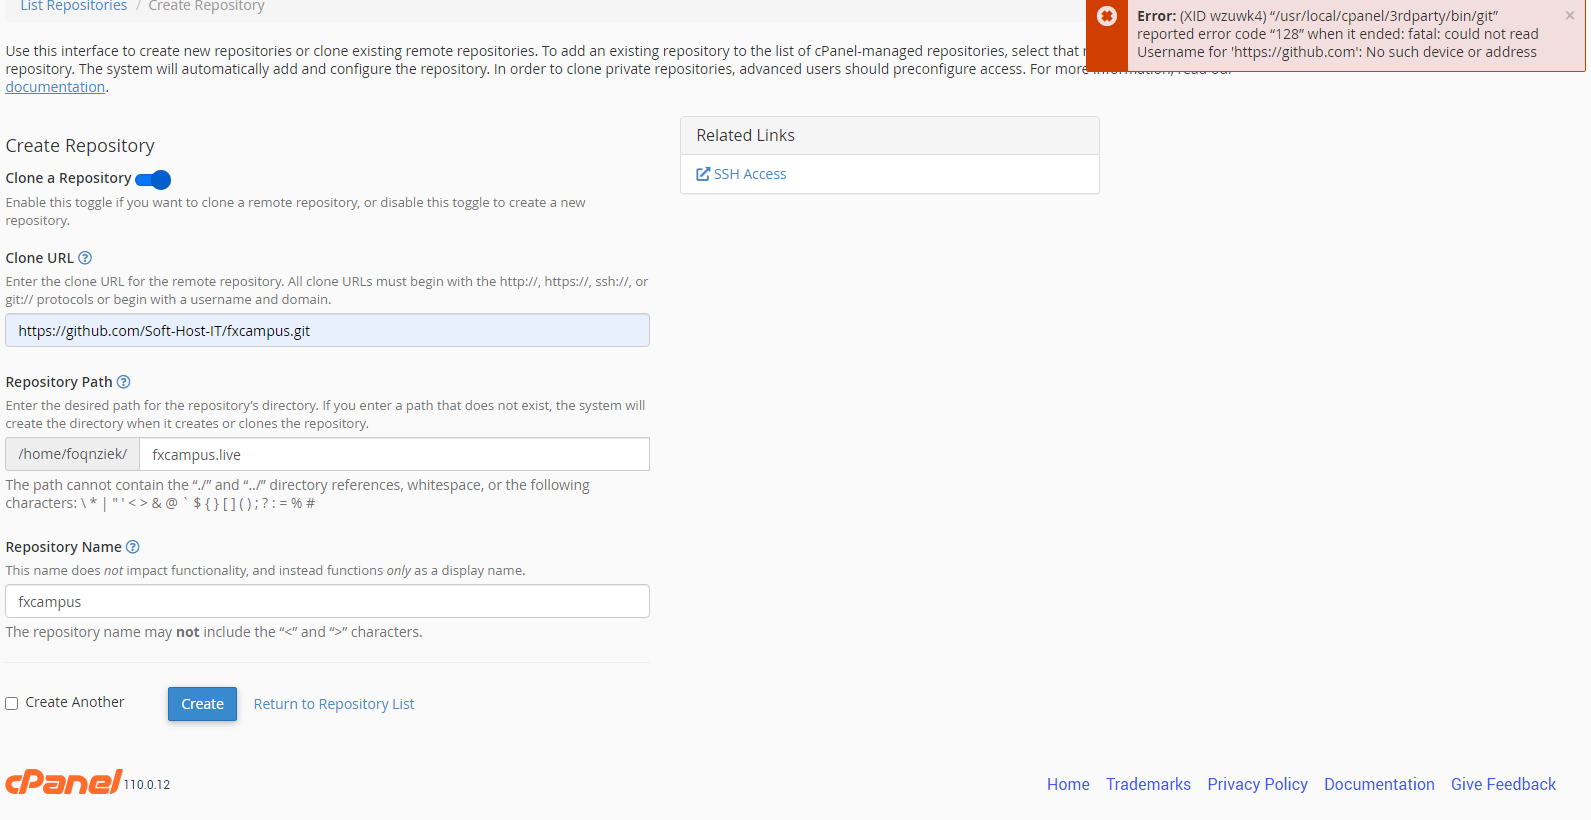 List Repositories / Create Repository
Error: (XID wzuwk4) “/usr/local/cpanel/3rdparty/bin/git”
reported error code “128” when it ended: fatal: could not read
Username for 'https://github.com': No such device or address
×
Use this interface to create new repositories or clone existing remote repositories. To add an existing repository to the list of cPanel-managed repositories, select that
repository. The system will automatically add and configure the repository. In order to clone private repositories, advanced users should preconfigure access. For more information, read our
documentation.
Create Repository
Clone a Repository
Enable this toggle if you want to clone a remote repository, or disable this toggle to create a new
repository.
Related Links
SSH Access
Clone URL ?
Enter the clone URL for the remote repository. All clone URLs must begin with the http://, https://, ssh://, or
git:// protocols or begin with a username and domain.
https://github.com/Soft-Host-IT/fxcampus.git
Repository Path ?
Enter the desired path for the repository’s directory. If you enter a path that does not exist, the system will
create the directory when it creates or clones the repository.
/home/foqnziek/ fxcampus.live
The path cannot contain the “./” and “../” directory references, whitespace, or the following
characters: \ * | " ' < > & @ ` $ { } [ ] ( ) ; ? : = % #
Repository Name ?
This name does not impact functionality, and instead functions only as a display name.
fxcampus
The repository name may not include the “<” and “>” characters.
Create Another Create Return to Repository List
cPanel 110.0.12
Home Trademarks Privacy Policy Documentation Give Feedback